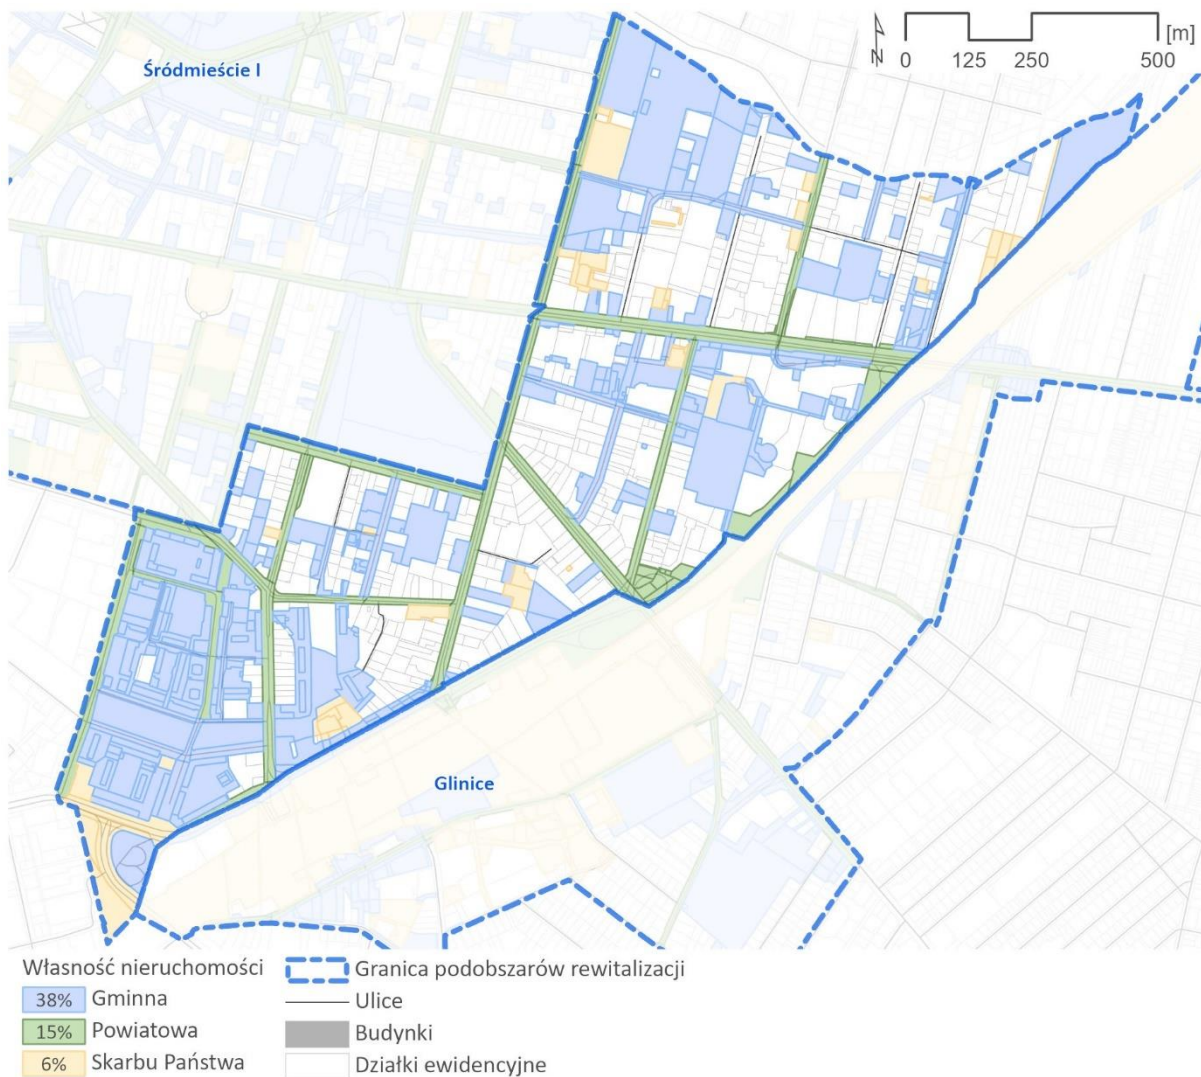 Śródmieście I
N
0 125 250 500 [m]
Glinice
Własność nieruchomości
38% Gminna
15% Powiatowa
6% Skarbu Państwa
Granica podobszarów rewitalizacji
Ulice
Budynki
Działki ewidencyjne